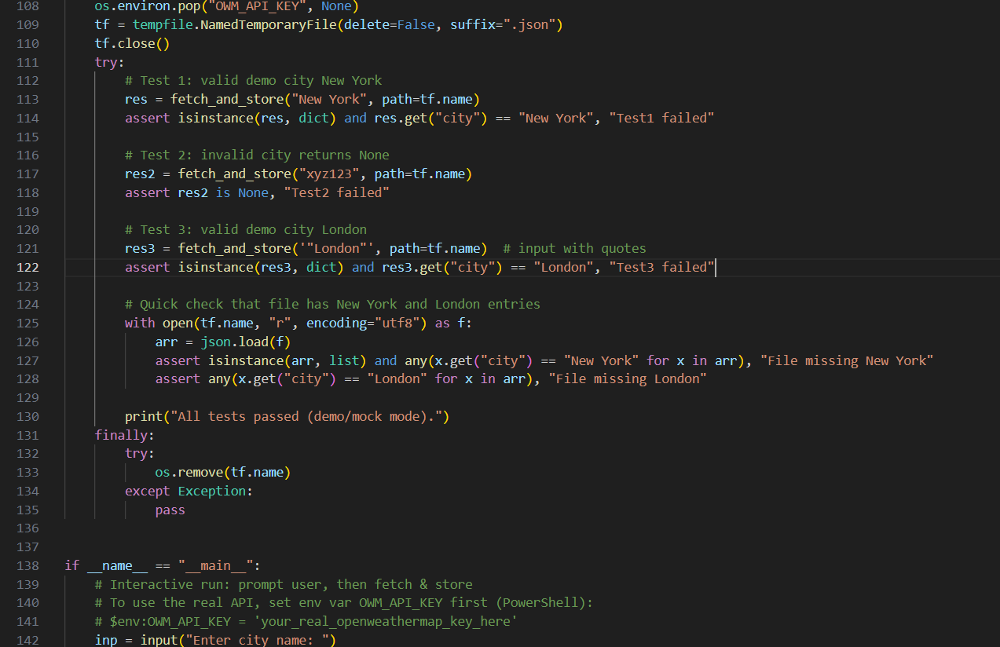 108 os.environ.pop("OWM_API_KEY", None)
109 tf = tempfile.NamedTemporaryFile(delete=False, suffix=".json")
110 tf.close()
111 try:
112 # Test 1: valid demo city New York
113 res = fetch_and_store("New York", path=tf.name)
114 assert isinstance(res, dict) and res.get("city") == "New York", "Test1 failed"
115
116 # Test 2: invalid city returns None
117 res2 = fetch_and_store("xyz123", path=tf.name)
118 assert res2 is None, "Test2 failed"
119
120 # Test 3: valid demo city London
121 res3 = fetch_and_store('"London"', path=tf.name)  # input with quotes
122 assert isinstance(res3, dict) and res3.get("city") == "London", "Test3 failed"
123
124 # Quick check that file has New York and London entries
125 with open(tf.name, "r", encoding="utf8") as f:
126 arr = json.load(f)
127 assert isinstance(arr, list) and any(x.get("city") == "New York" for x in arr), "File missing New York"
128 assert any(x.get("city") == "London" for x in arr), "File missing London"
129
130 print("All tests passed (demo/mock mode).")
131 finally:
132 try:
133 os.remove(tf.name)
134 except Exception:
135 pass
136
137
138 if __name__ == "__main__":
139 # Interactive run: prompt user, then fetch & store
140 # To use the real API, set env var OWM_API_KEY first (PowerShell):
141 # $env:OWM_API_KEY = 'your_real_openweathermap_key_here'
142 inp = input("Enter city name: ")